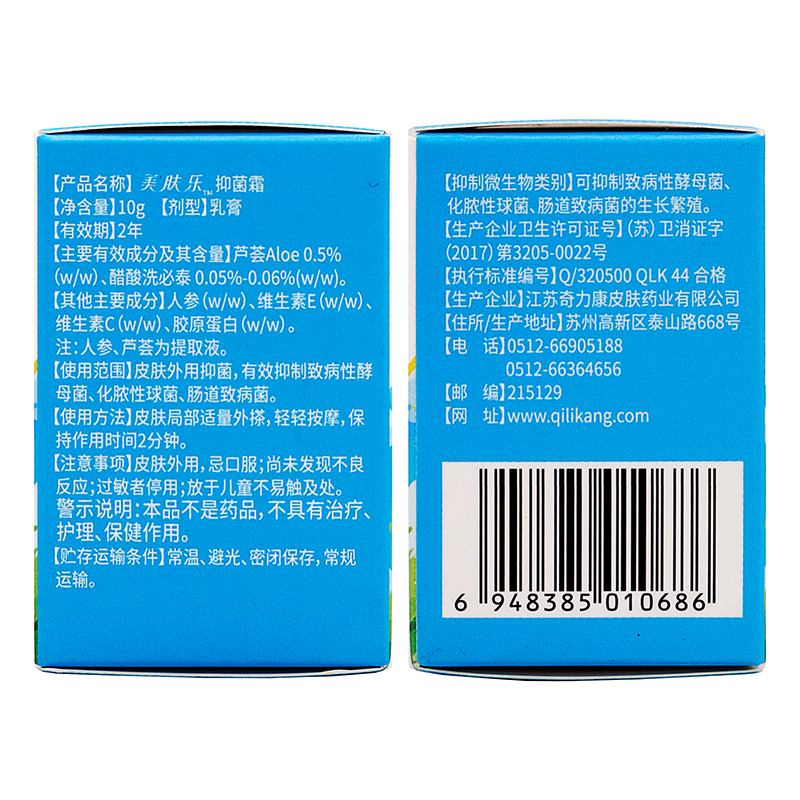 【产品名称】美肤乐™抑菌霜
【净含量】10g 【剂型】乳膏
【有效期】2年
【主要有效成分及其含量】芦荟Aloe 0.5%
(w/w)、醋酸洗必泰 0.05%-0.06%(w/w)。
【其他主要成分】人参(w/w)、维生素E(w/w)、
维生素C(w/w)、胶原蛋白(w/w)。
注:人参、芦荟为提取液。
【使用范围】皮肤外用抑菌,有效抑制致病性酵
母菌、化脓性球菌、肠道致病菌。
【使用方法】皮肤局部适量外搽,轻轻按摩,保
持作用时间2分钟。
【注意事项】皮肤外用,忌口服;尚未发现不良
反应;过敏者停用;放于儿童不易触及处。
警示说明:本品不是药品,不具有治疗、
护理、保健作用。
【贮存运输条件】常温、避光、密闭保存,常规
运输。
【抑制微生物类别】可抑制致病性酵母菌、
化脓性球菌、肠道致病菌的生长繁殖。
【生产企业卫生许可证号】(苏)卫消证字
(2017)第3205-0022号
【执行标准编号】Q/320500 QLK 44 合格
【生产企业】江苏奇力康皮肤药业有限公司
【住所/生产地址】苏州高新区泰山路668号
【电 话】0512-66905188
0512-66364656
【邮 编】215129
【网 址】www.qilikang.com
6 948385 010686